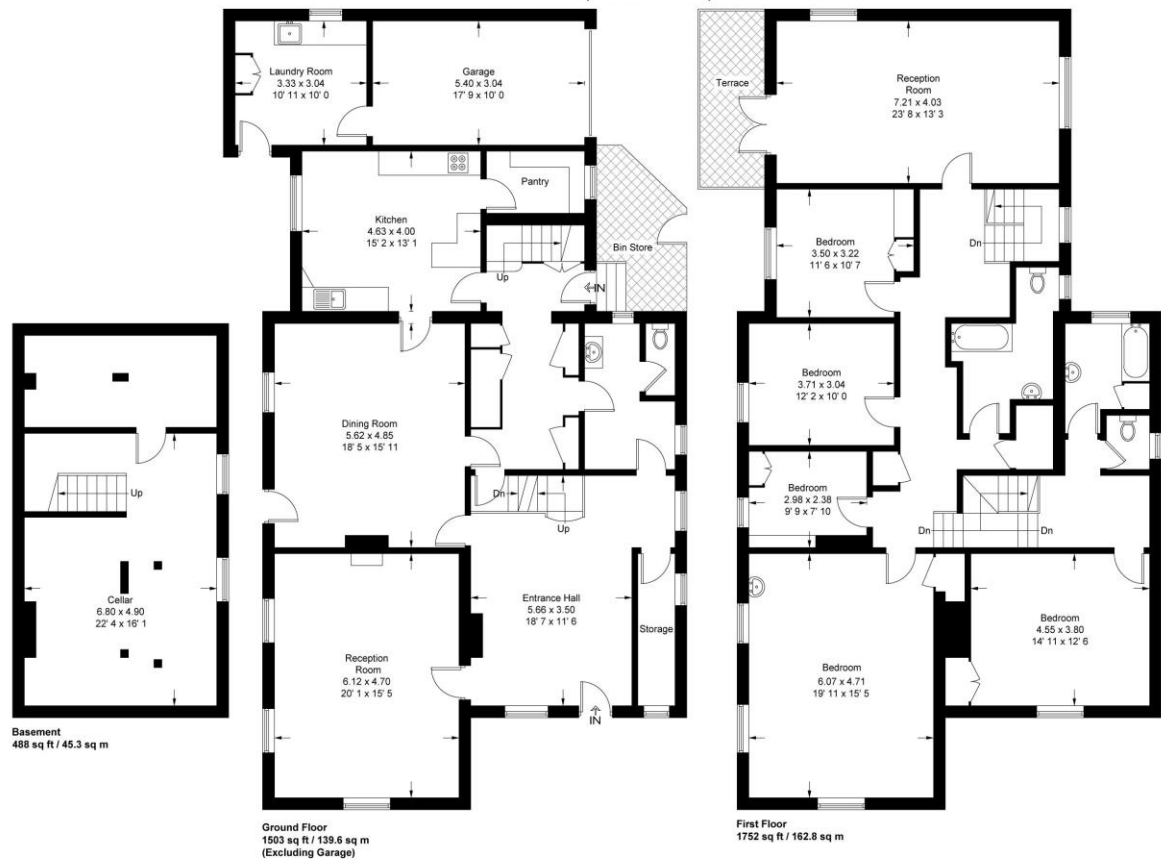 Laundry Room
3.33 x 3.04
10' 11 x 10' 0
Garage
5.40 x 3.04
17' 9 x 10' 0
Kitchen
4.63 x 4.00
15' 2 x 13' 1
Pantry
Up
IN
Bin Store
Dining Room
5.62 x 4.85
18' 5 x 15' 11
Dn
Up
Entrance Hall
5.66 x 3.50
18' 7 x 11' 6
Storage
Reception
Room
6.12 x 4.70
20' 1 x 15' 5
IN
Ground Floor
1503 sq ft / 139.6 sq m
(Excluding Garage)
Up
Cellar
6.80 x 4.90
22' 4 x 16' 1
Basement
488 sq ft / 45.3 sq m
Terrace
Reception
Room
7.21 x 4.03
23' 8 x 13' 3
Bedroom
3.50 x 3.22
11' 6 x 10' 7
Dn
Bedroom
3.71 x 3.04
12' 2 x 10' 0
Bedroom
2.98 x 2.38
9' 9 x 7' 10
Dn
Dn
Bedroom
6.07 x 4.71
19' 11 x 15' 5
Bedroom
4.55 x 3.80
14' 11 x 12' 6
First Floor
1752 sq ft / 162.8 sq m